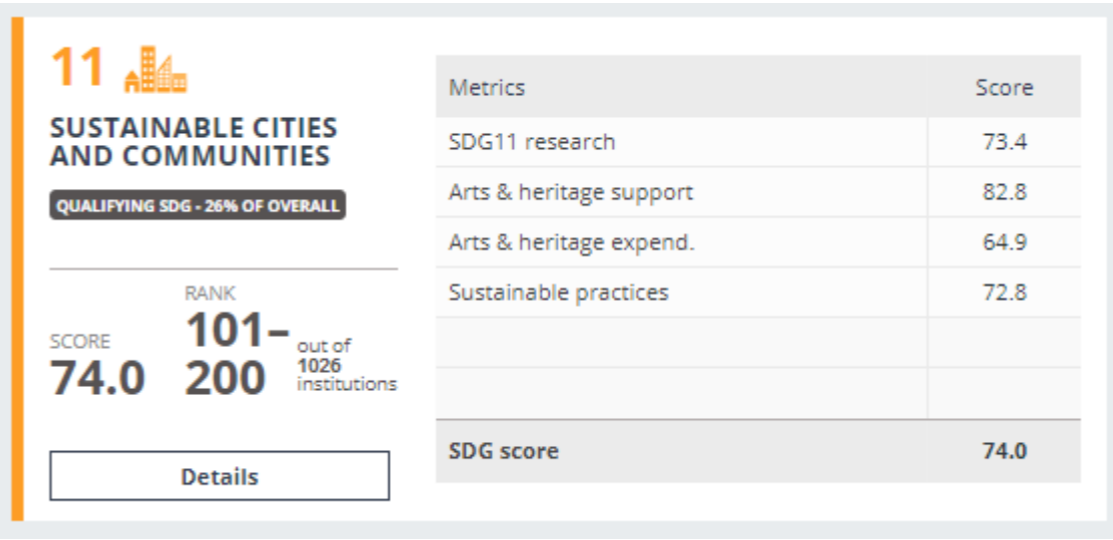 11
SUSTAINABLE CITIES
AND COMMUNITIES
QUALIFYING SDG - 26% OF OVERALL
SCORE
74.0
RANK
101–
200
out of
1026
institutions
Details
Metrics Score
SDG11 research 73.4
Arts & heritage support 82.8
Arts & heritage expend. 64.9
Sustainable practices 72.8
SDG score 74.0